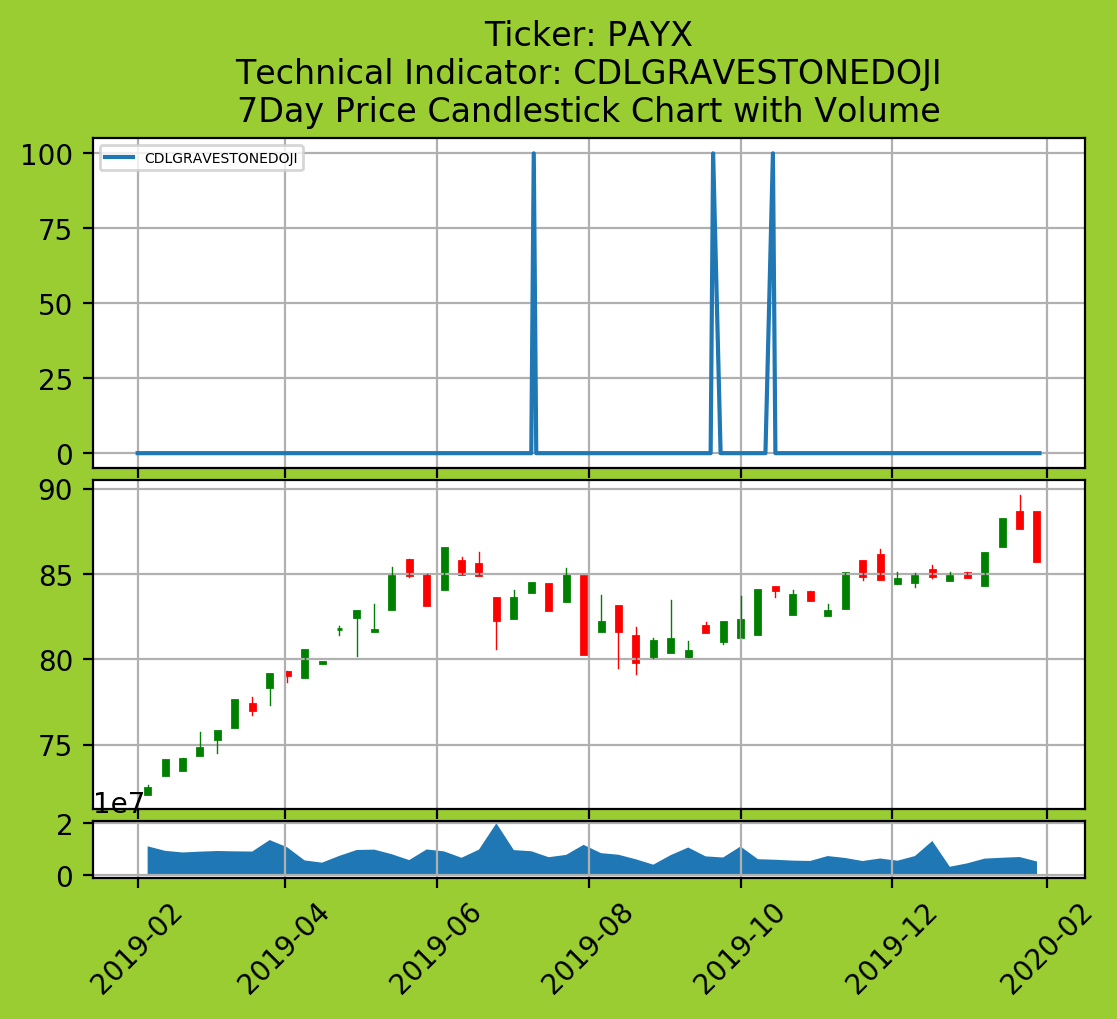 Ticker: PAYX
Technical Indicator: CDLGRAVESTONEDOJI
7Day Price Candlestick Chart with Volume
CDLGRAVESTONEDOJI
100
75
50
25
0
90
85
80
75
1e7
2
0
2019-02 2019-04 2019-06 2019-08 2019-10 2019-12 2020-02